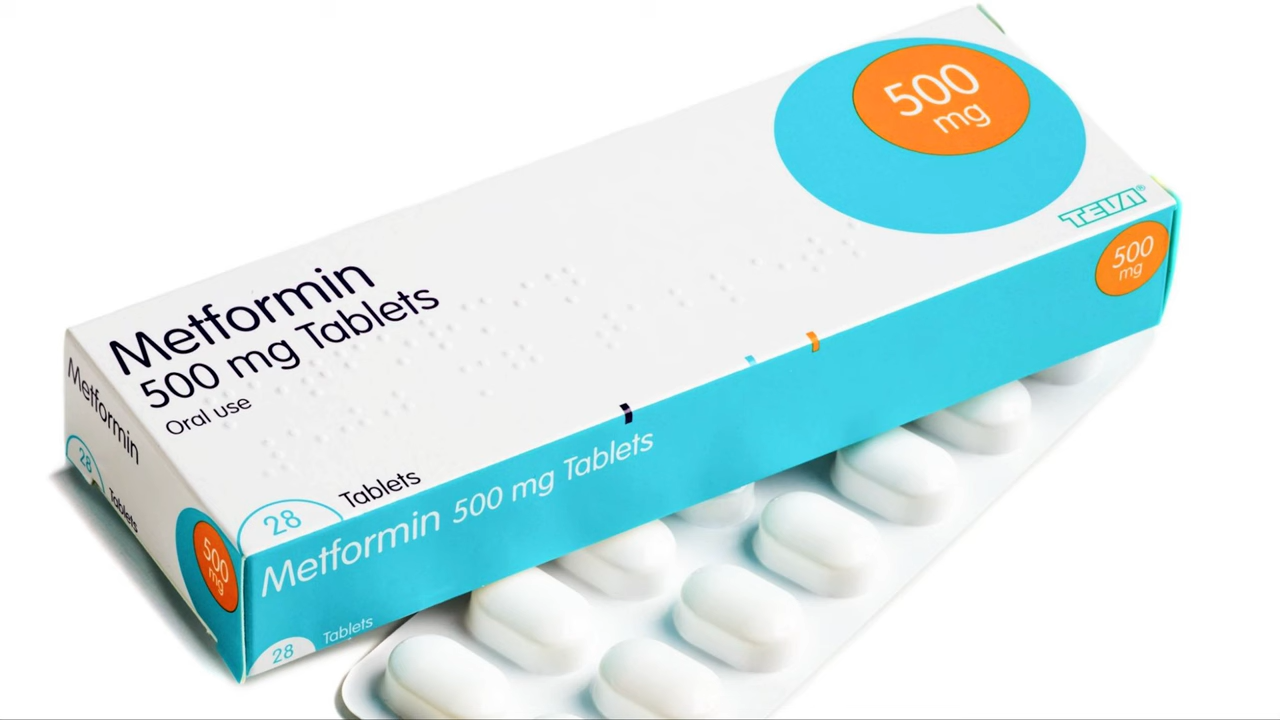 500
mg
TEVA®
Metformin
500 mg Tablets
Oral use
28 Tablets
Metformin
28
Tablets
500
mg
Metformin 500 mg Tablets
28 Tablets
500
mg